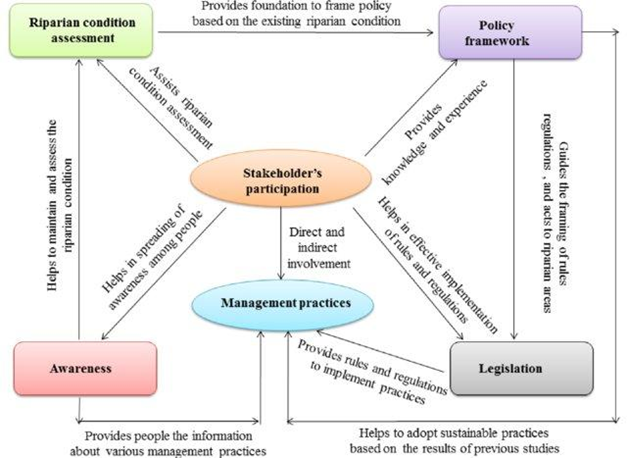 Provides foundation to frame policy
based on the existing riparian condition
Riparian condition
assessment
Policy
framework
Assists riparian
condition assessment
Provides
knowledge and experience
Helps to maintain and assess the
riparian condition
Stakeholder's
participation
Guides the framing of rules
regulations , and acts to riparian areas
Helps in spreading of
awareness among people
Direct and
indirect
involvement
Helps in effective implementation
of rules and regulations
Management practices
Awareness
Provides rules and regulations
to implement practices
Legislation
Provides people the information
about various management practices
Helps to adopt sustainable practices
based on the results of previous studies